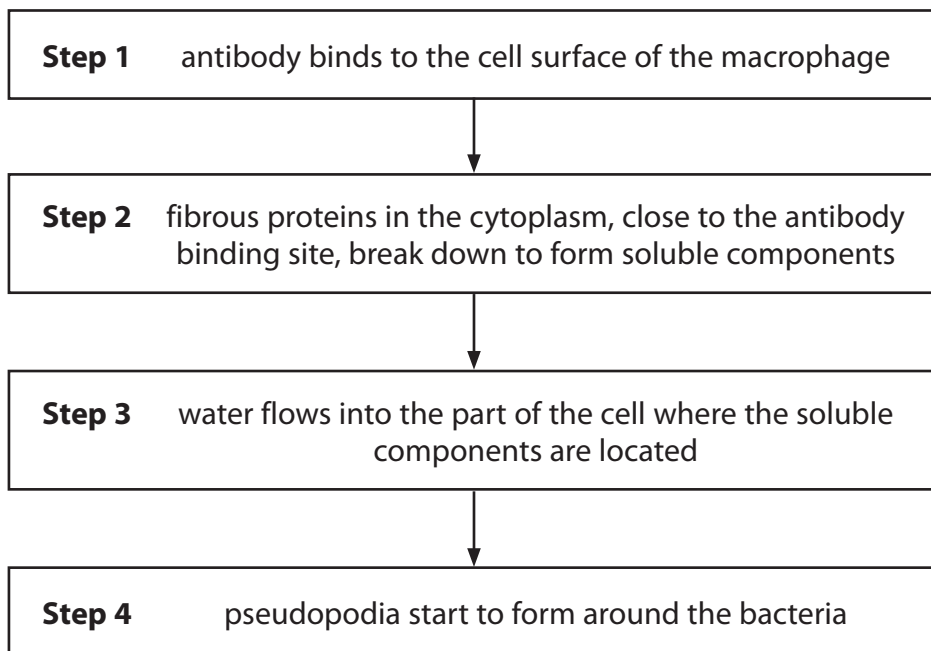 Step 1 antibody binds to the cell surface of the macrophage
Step 2 fibrous proteins in the cytoplasm, close to the antibody
binding site, break down to form soluble components
Step 3 water flows into the part of the cell where the soluble
components are located
Step 4 pseudopodia start to form around the bacteria